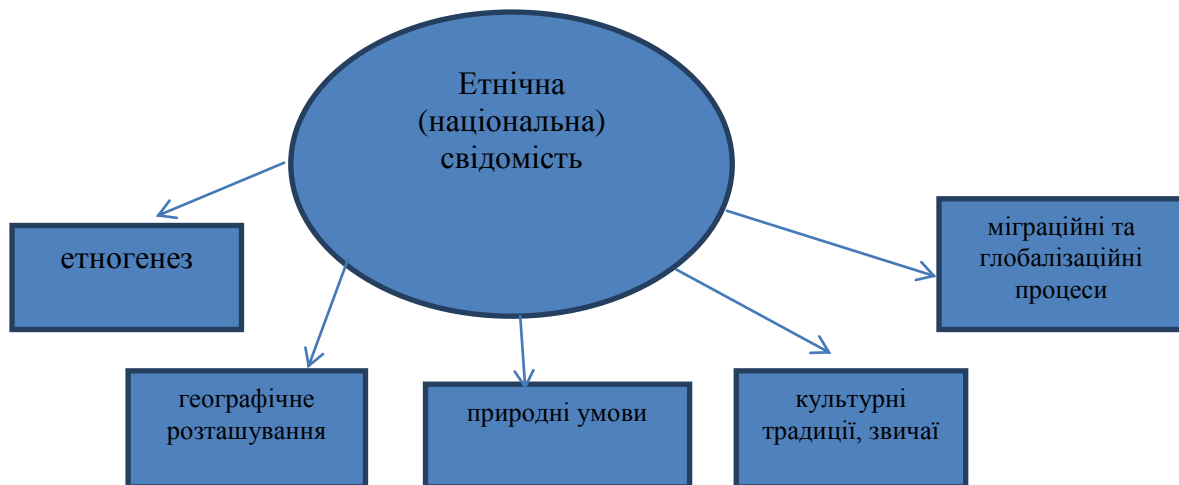 Етнічна
(національна)
свідомість
етногенез
міграційні та
глобалізаційні
процеси
географічне
розташування
природні умови
культурні
традиції, звичаї